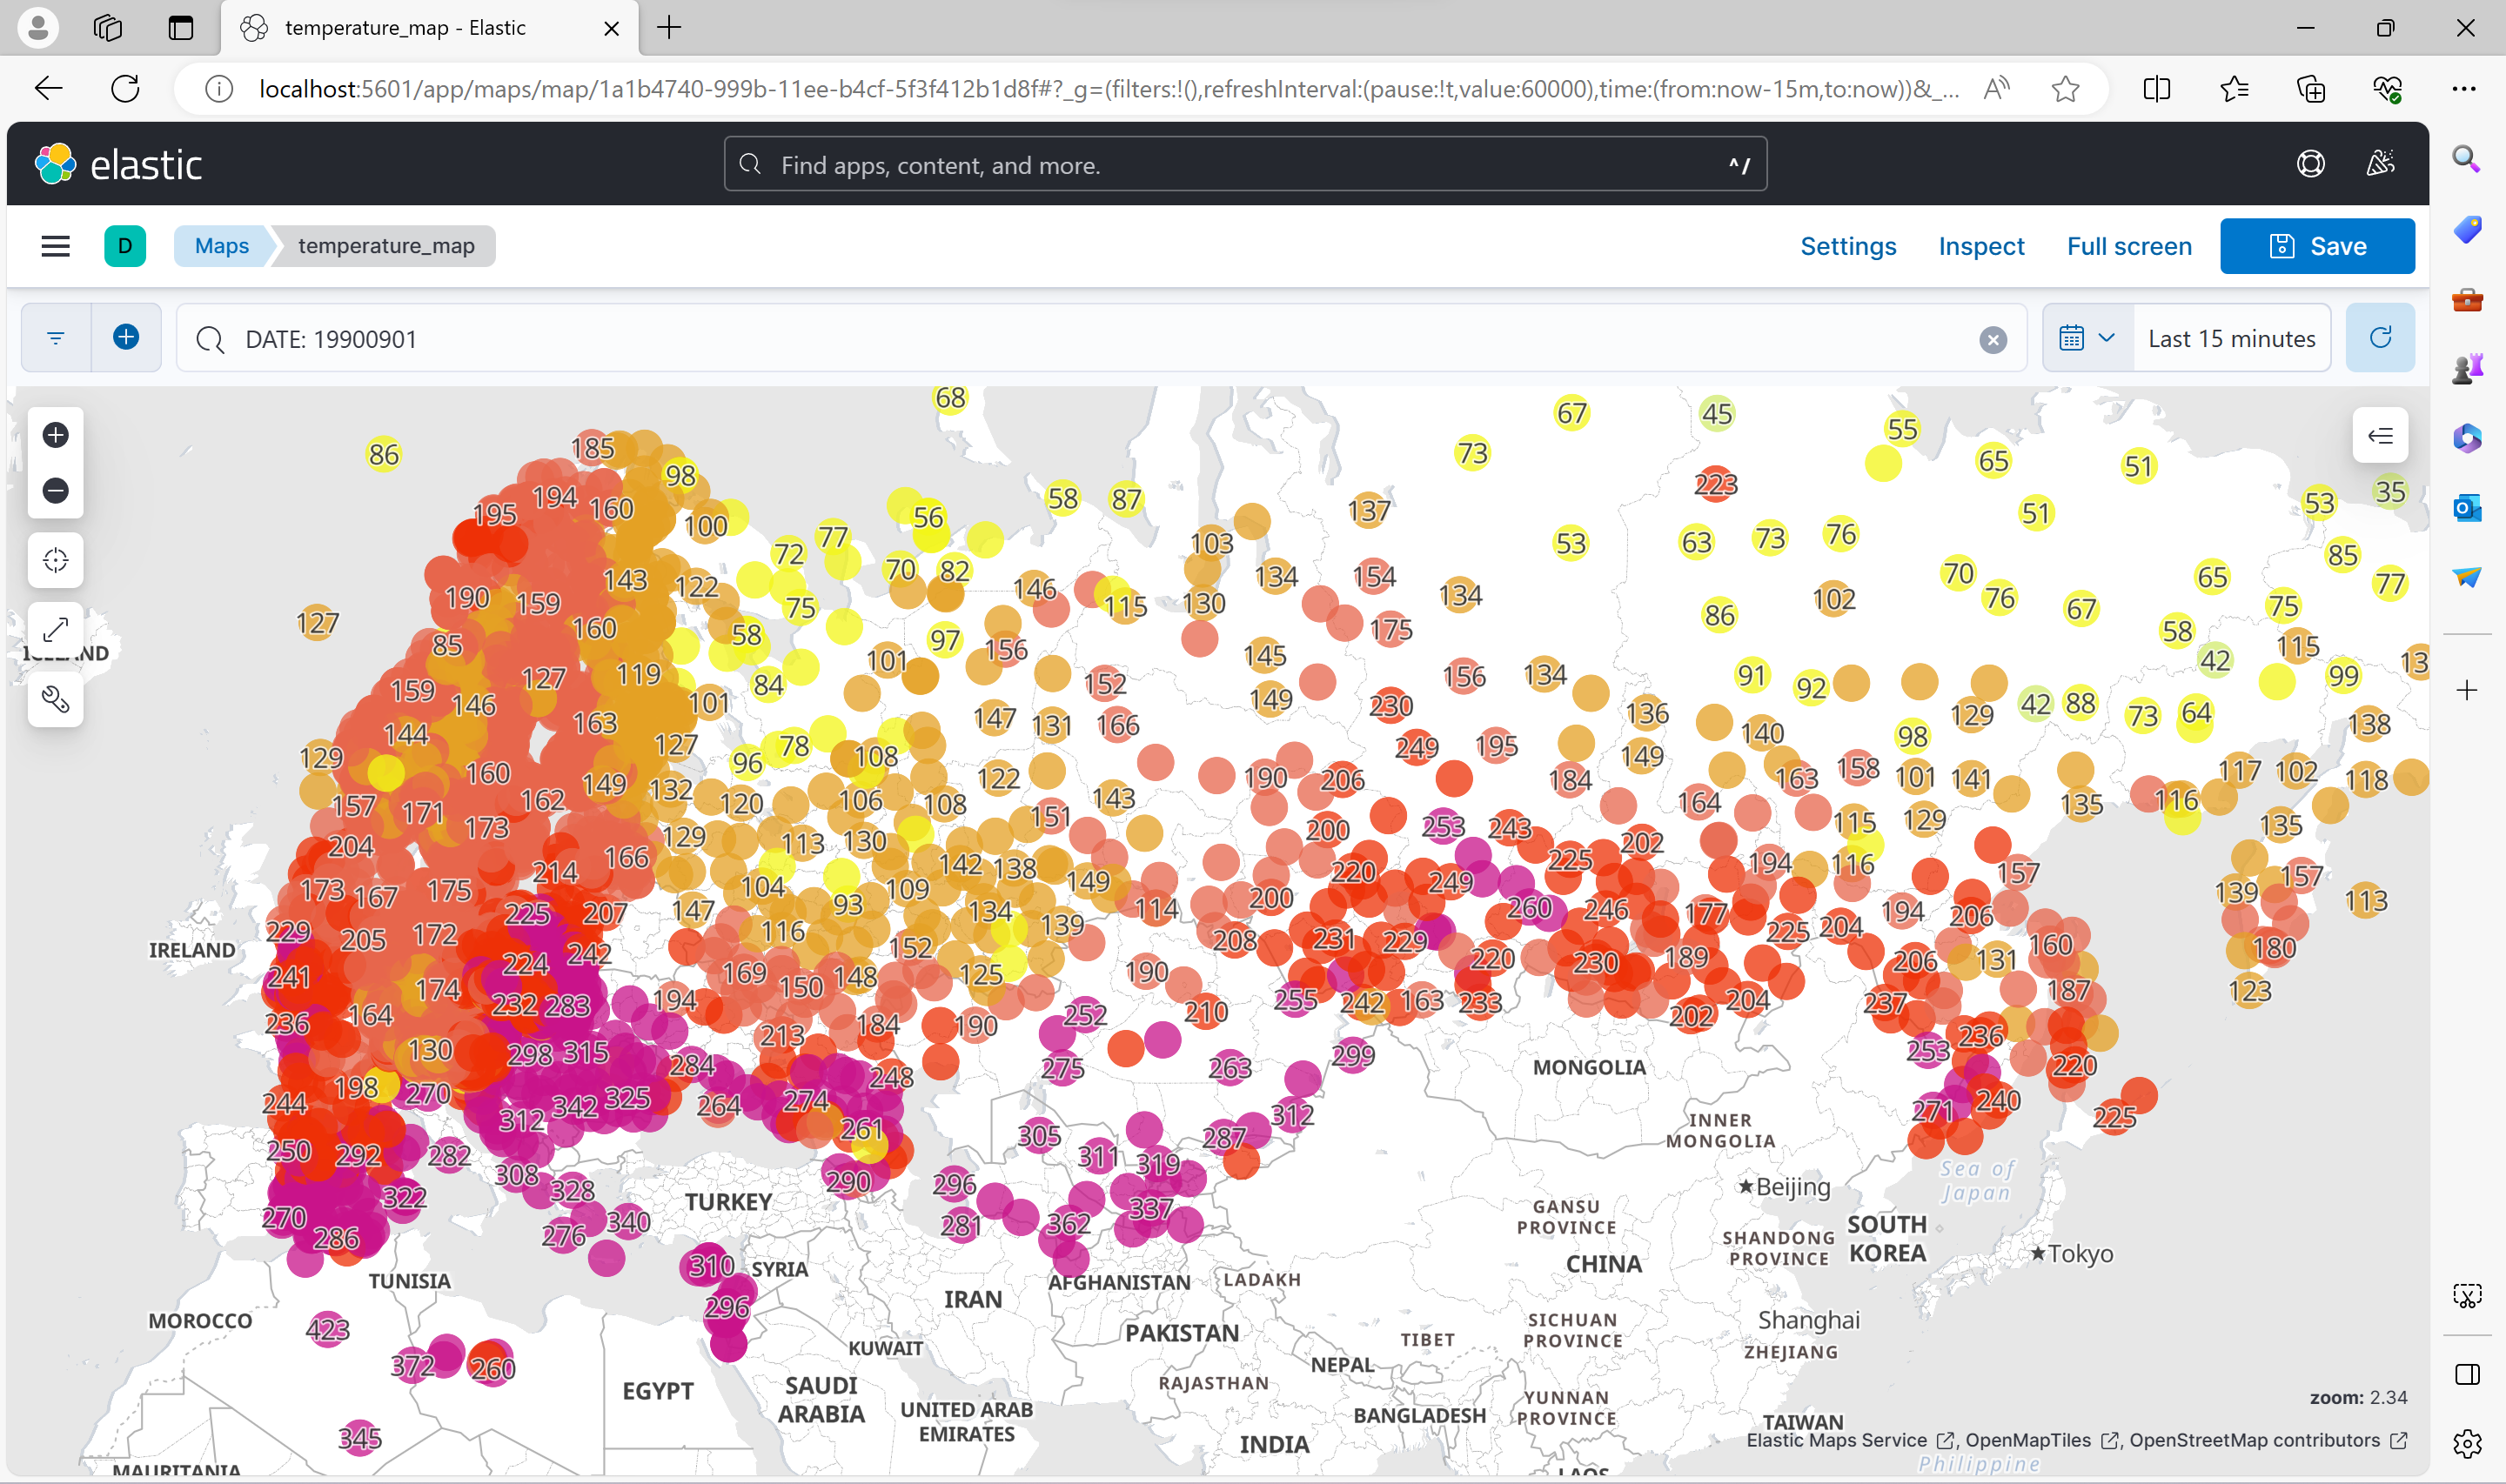 temperature_map - Elastic
localhost:5601/app/maps/map/1a1b4740-999b-11ee-b4cf-5f3f412b1d8f#?_g=(filters:!(),refreshInterval:(pause:!t,value:60000),time:(from:now-15m,to:now))&_...
elastic
Find apps, content, and more.
^/
D
Maps
temperature_map
Settings
Inspect
Full screen
Save
DATE: 19900901
Last 15 minutes
68
67 45 55
86 185 98 73 65 51
195 194 160 58 87 223 53 35
100 56 137 51
72 77 103 53 63 73 76 85
190 159 143 122 70 82 146 134 154 134 70 65 77
127 160 75 115 130 86 102 76 67 75
85 58 97 156 175 58 115
ND
159 127 119 84 101 152 145 156 134 91 92 42 99 13
146 101 147 131 166 149 230 136 129 42 88 73 64 138
144 163 127 78 249 195 140 98
129 160 149 96 108 122 190 206 184 149 163 158 101 141 117 102 118
157 171 162 132 120 106 108 143 164 135 116
204 173 129 113 130 151 200 253 243 202 115 129 135
173 167 175 214 166 104 109 142 138 149 220 249 225 194 116 157 139 157
229 205 172 225 207 147 93 134 114 200 260 246 177 194 206 113
241 224 242 116 152 139 208 231 229 225 204 160 180
IRELAND
174 169 150 148 125 190 220 230 189 206 131 187 123
236 164 232 283 194 252 210 255 242 163 233 202 204 237
130 298 315 213 184 190 299 236 253
198 270 284 248 275 263 MONGOLIA 220
244 312 342 325 264 274 261 312 271 240 225
250 292 282 305 287 INNER
MONGOLIA
308 311 319
Sea of
Japan
322 328 290 296 337 Beijing
270 286 276 340 TURKEY 281 362
GANSU
PROVINCE
SHANDONG
PROVINCE
SOUTH
KOREA
Tokyo
310 SYRIA
TUNISIA
AFGHANISTAN
LADAKH
CHINA
296 IRAN
MOROCCO
423
PAKISTAN
TIBET
SICHUAN
PROVINCE
Shanghai
ZHEJIANG
372 260
KUWAIT
NEPAL
EGYPT
SAUDI
ARABIA
RAJASTHAN
UNITED ARAB
EMIRATES
BANGLADESH
YUNNAN
PROVINCE
zoom: 2.34
345
INDIA
TAIWAN
Elastic Maps Service , OpenMapTiles , OpenStreetMap contributors
Philippine
MAURITANIA
LAOS